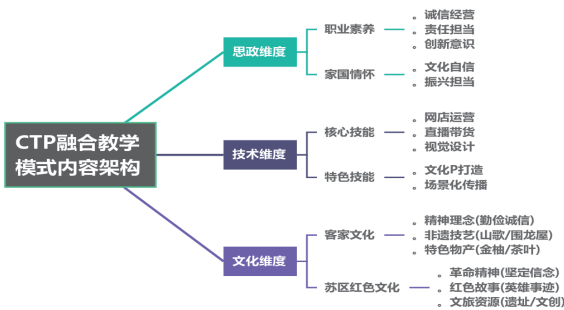 CTP融合教学
模式内容架构
思政维度
职业素养
。诚信经营
。责任担当
。创新意识
家国情怀
。文化自信
。振兴担当
技术维度
核心技能
。网店运营
。直播带货
。视觉设计
特色技能
。文化P打造
。场景化传播
文化维度
客家文化
。精神理念(勤俭诚信)
。非遗技艺(山歌/围龙屋)
。特色物产(金柚/茶叶)
苏区红色文化
。革命精神(坚定信念)
。红色故事(英雄事迹)
。文旅资源(遗址/文创)